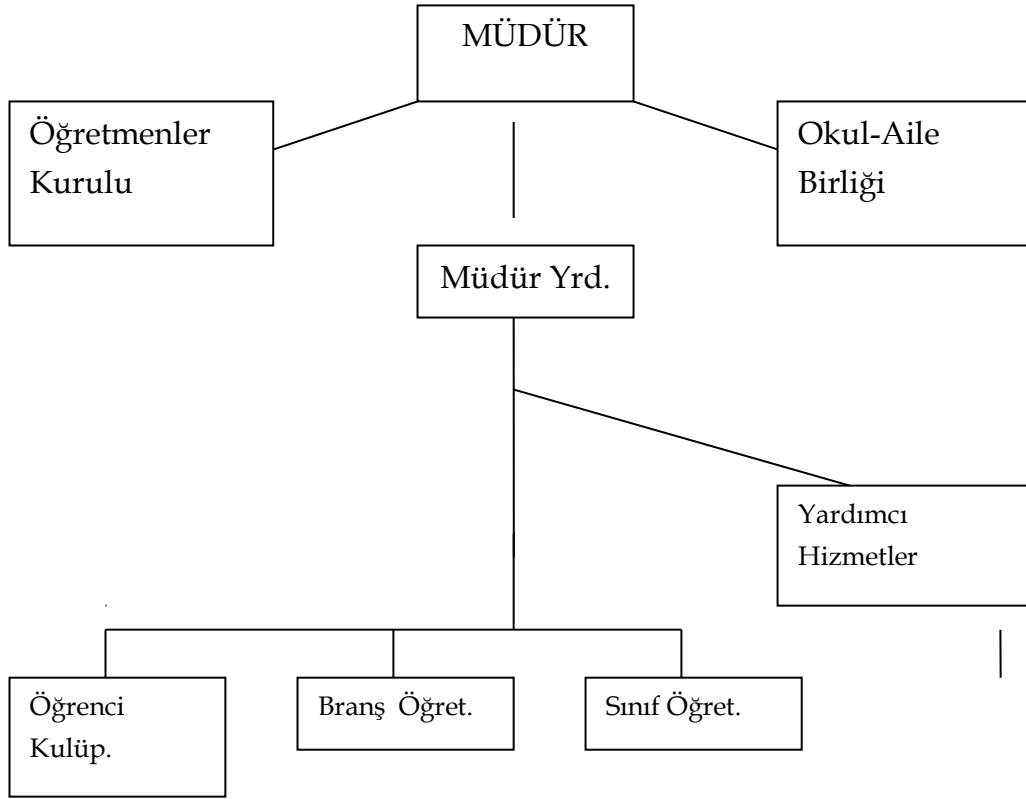 MÜDÜR
Öğretmenler
Kurulu
Okul-Aile
Birliği
Müdür Yrd.
Yardımcı
Hizmetler
Öğrenci
Kulüp.
Branş  Öğret.
Sınıf Öğret.